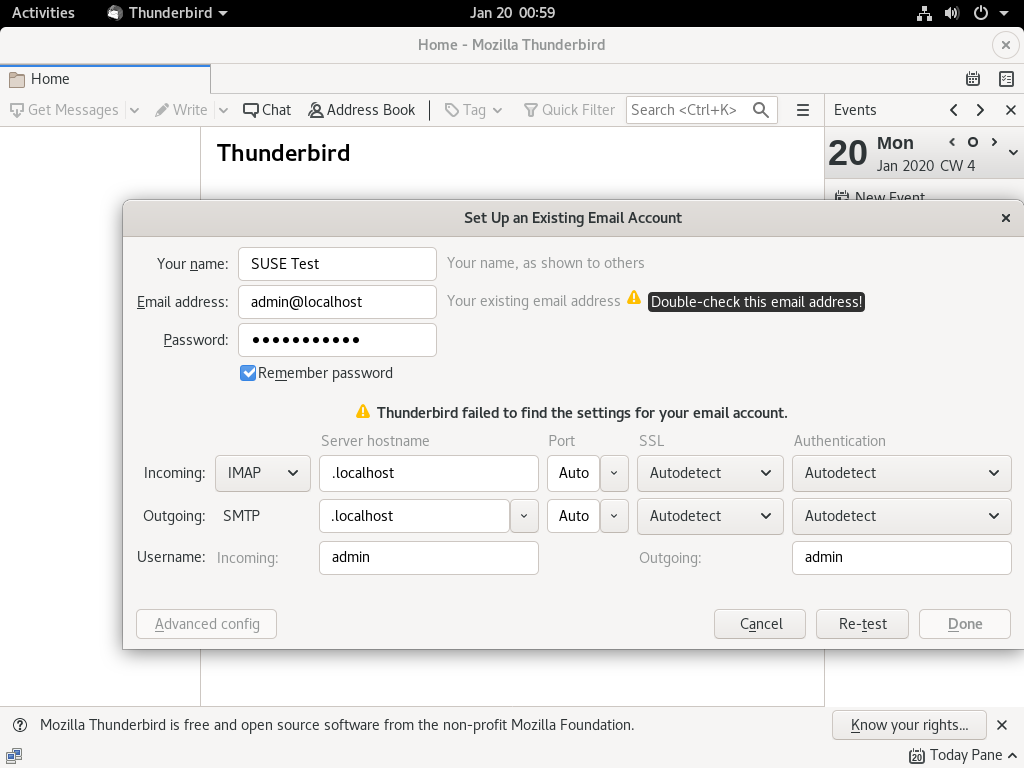 Activities Thunderbird Jan 20 00:59
Home - Mozilla Thunderbird
Home
Get Messages Write Chat Address Book Tag Quick Filter Search <Ctrl+K> Events
Thunderbird
20 Mon
Jan 2020 CW 4
New Event
Set Up an Existing Email Account
Your name: SUSE Test Your name, as shown to others
Email address: admin@localhost Your existing email address Double-check this email address!
Password: ●●●●●●●●●●●
Remember password
Thunderbird failed to find the settings for your email account.
Server hostname Port SSL Authentication
Incoming: IMAP .localhost Auto Autodetect Autodetect
Outgoing: SMTP .localhost Auto Autodetect Autodetect
Username: Incoming: admin Outgoing: admin
Advanced config Cancel Re-test Done
Mozilla Thunderbird is free and open source software from the non-profit Mozilla Foundation. Know your rights...
20 Today Pane